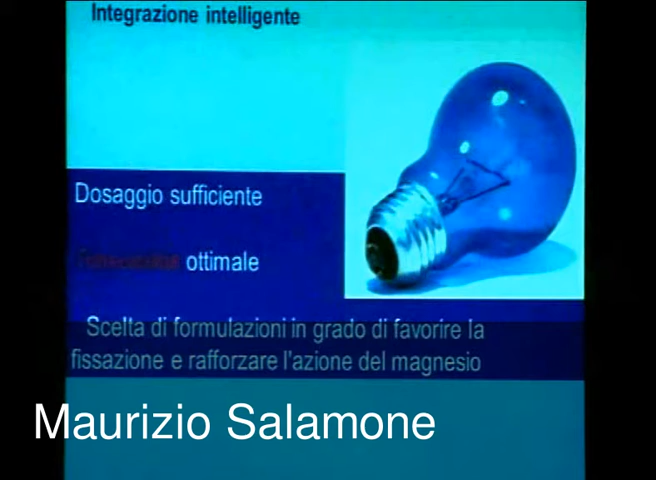 Integrazione intelligente
Dosaggio sufficiente
ottimale
Scelta di formulazioni in grado di favorire la
fissazione e rafforzare l'azione del magnesio
Maurizio Salamone